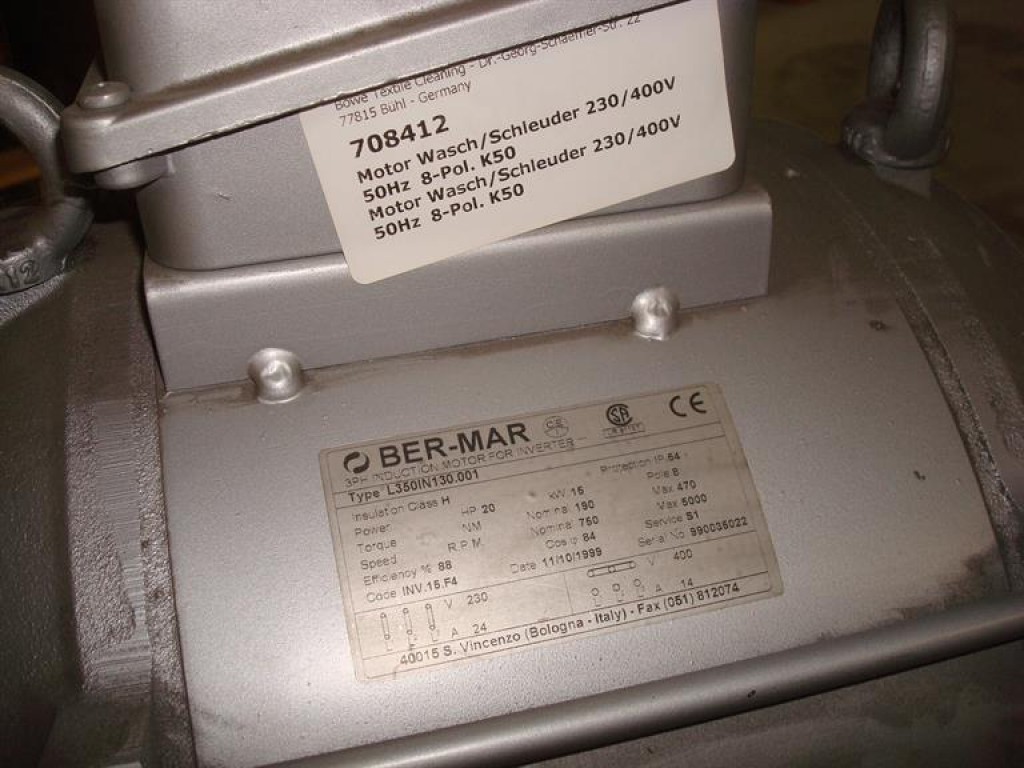 Böwe Textile Cleaning - Dr.-Georg-Schaeffler-Str. 22
77815 Bühl - Germany
708412
Motor Wasch/Schleuder 230/400V
50Hz 8-Pol. K50
Motor Wasch/Schleuder 230/400V
50Hz 8-Pol. K50
BER-MAR CE
3PH INDUCTION MOTOR FOR INVERTER
Type L350IN130.001
Insulation Class H Protection IP.54
Power HP 20 kW. 15 Pole 8
Torque NM Nominal 190 Max 470
Speed R.P.M. Nominal 750 Max 5000
Efficiency % 88 Cos φ 84 Service S1
Code INV.15.F4 Date 11/10/1999 Serial No 990035022
V 230 V 400
A 24 A 14
40015 S. Vincenzo (Bologna - Italy) - Fax (051) 812074
12